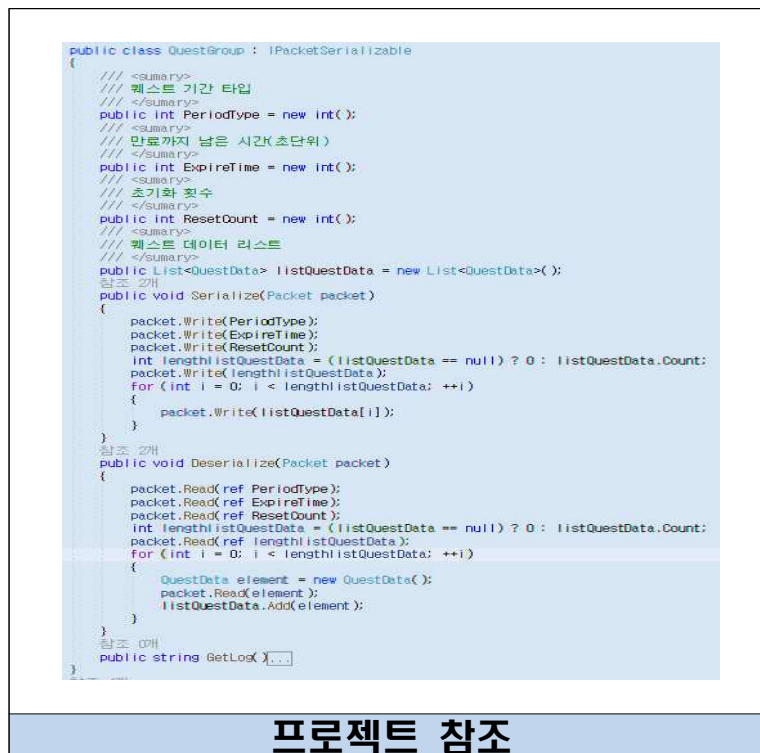 public class QuestGroup : IPacketSerializable
{
/// <sumary>
/// 퀘스트 기간 타입
/// </sumary>
public int PeriodType = new int();
/// <sumary>
/// 만료까지 남은 시간(초단위)
/// </sumary>
public int ExpireTime = new int();
/// <sumary>
/// 초기화 횟수
/// </sumary>
public int ResetCount = new int();
/// <sumary>
/// 퀘스트 데이터 리스트
/// </sumary>
public List<QuestData> listQuestData = new List<QuestData>();
참조 2개
public void Serialize(Packet packet)
{
packet.Write(PeriodType);
packet.Write(ExpireTime);
packet.Write(ResetCount);
int lengthlistQuestData = (listQuestData == null) ? 0 : listQuestData.Count;
packet.Write(lengthlistQuestData);
for (int i = 0; i < lengthlistQuestData; ++i)
{
packet.Write(listQuestData[i]);
}
}
참조 2개
public void Deserialize(Packet packet)
{
packet.Read(ref PeriodType);
packet.Read(ref ExpireTime);
packet.Read(ref ResetCount);
int lengthlistQuestData = (listQuestData == null) ? 0 : listQuestData.Count;
packet.Read(ref lengthlistQuestData);
for (int i = 0; i < lengthlistQuestData; ++i)
{
QuestData element = new QuestData();
packet.Read(element);
listQuestData.Add(element);
}
}
참조 0개
public string GetLog()...
}
프로젝트 참조